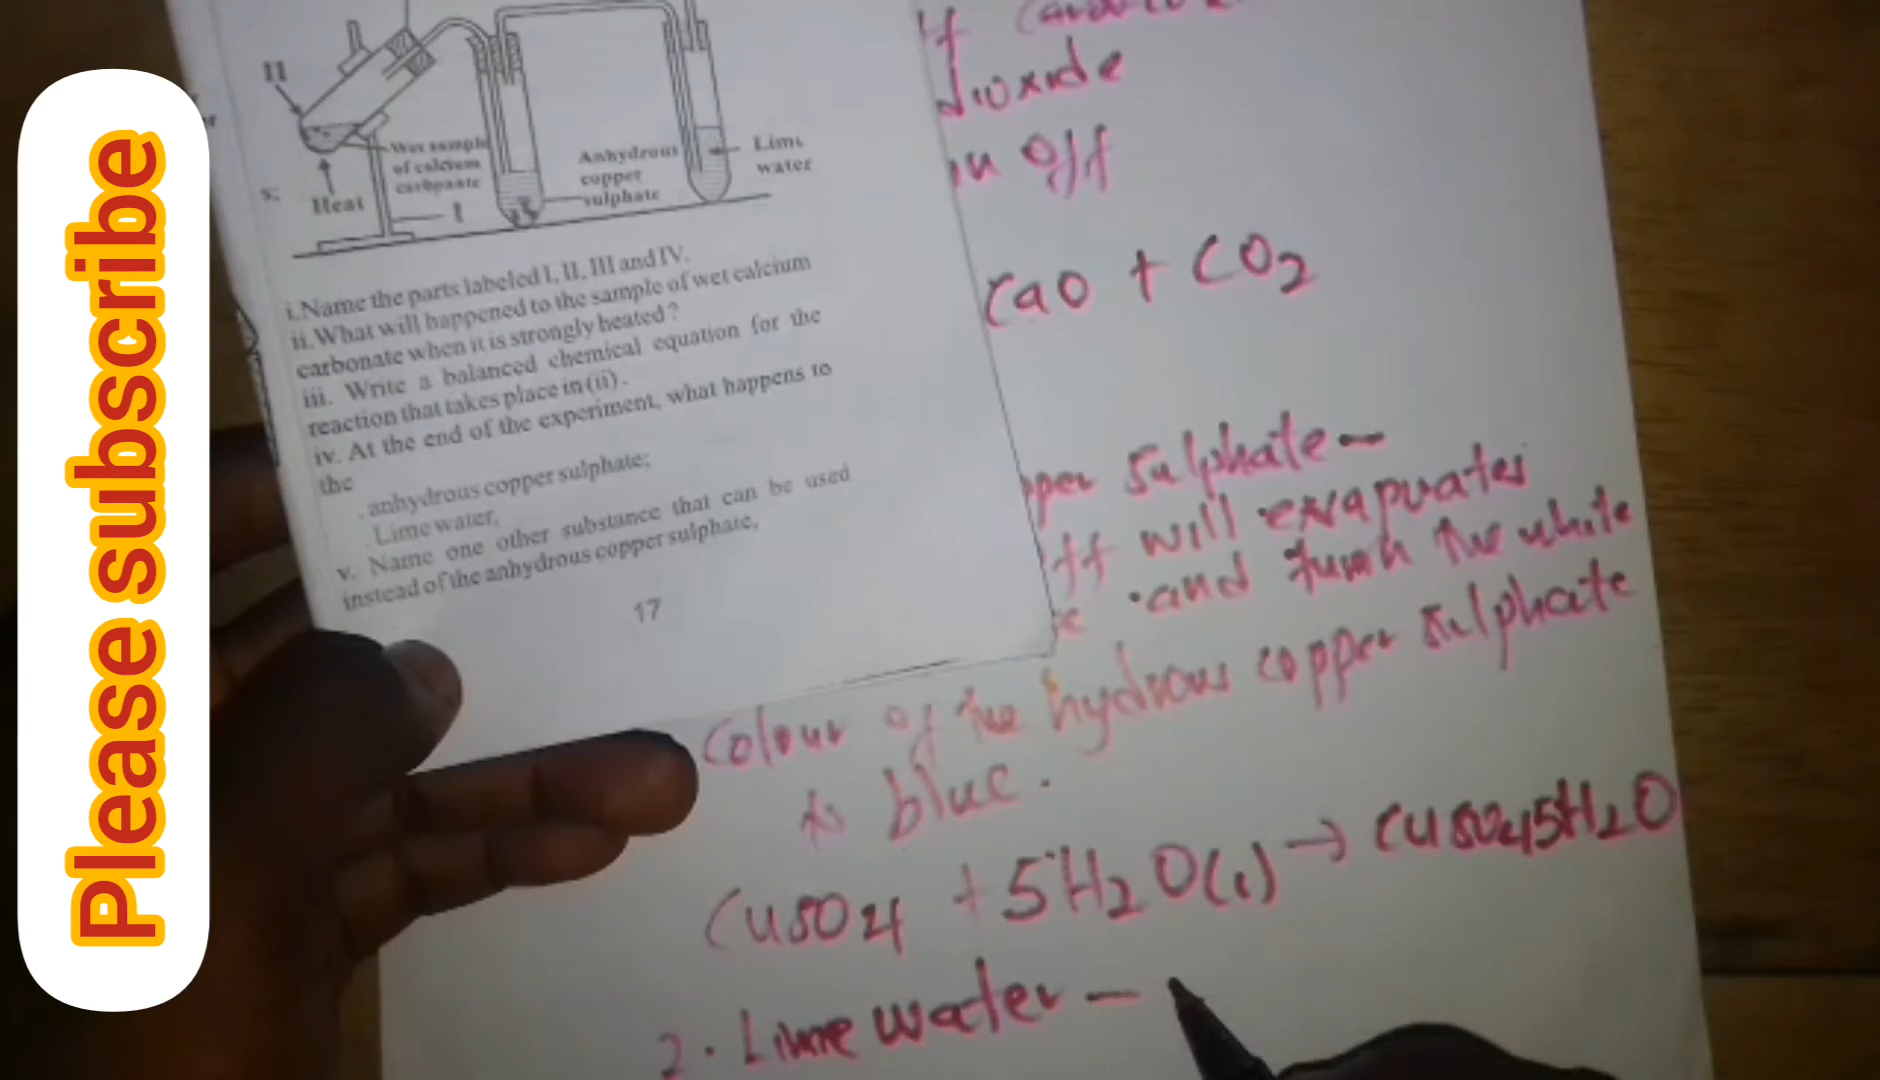 Please subscribe
II
Wet sample
of calcium
carbonate
Heat
I
Anhydrous
copper
sulphate
Lime
water
s;
i.Name the parts labeled I, II, III and IV.
ii.What will happened to the sample of wet calcium
carbonate when it is strongly heated?
iii. Write a balanced chemical equation for the
reaction that takes place in (ii).
iv. At the end of the experiment, what happens to
the
. anhydrous copper sulphate;
. Lime water,
v. Name one other substance that can be used
instead of the anhydrous copper sulphate,
17
dioxide
off
CaO + CO2
pper sulphate -
ff will evapuates
and turnh the white
Colour of the hydrous copper sulphate
to blue.
CuSO4 + 5H2O(l) → CuSO45H2O
2. Lime water -